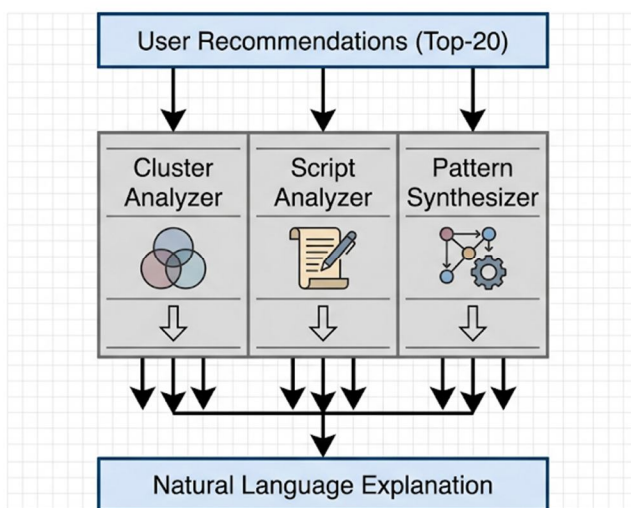 User Recommendations (Top-20)
Cluster
Analyzer
Script
Analyzer
Pattern
Synthesizer
Natural Language Explanation